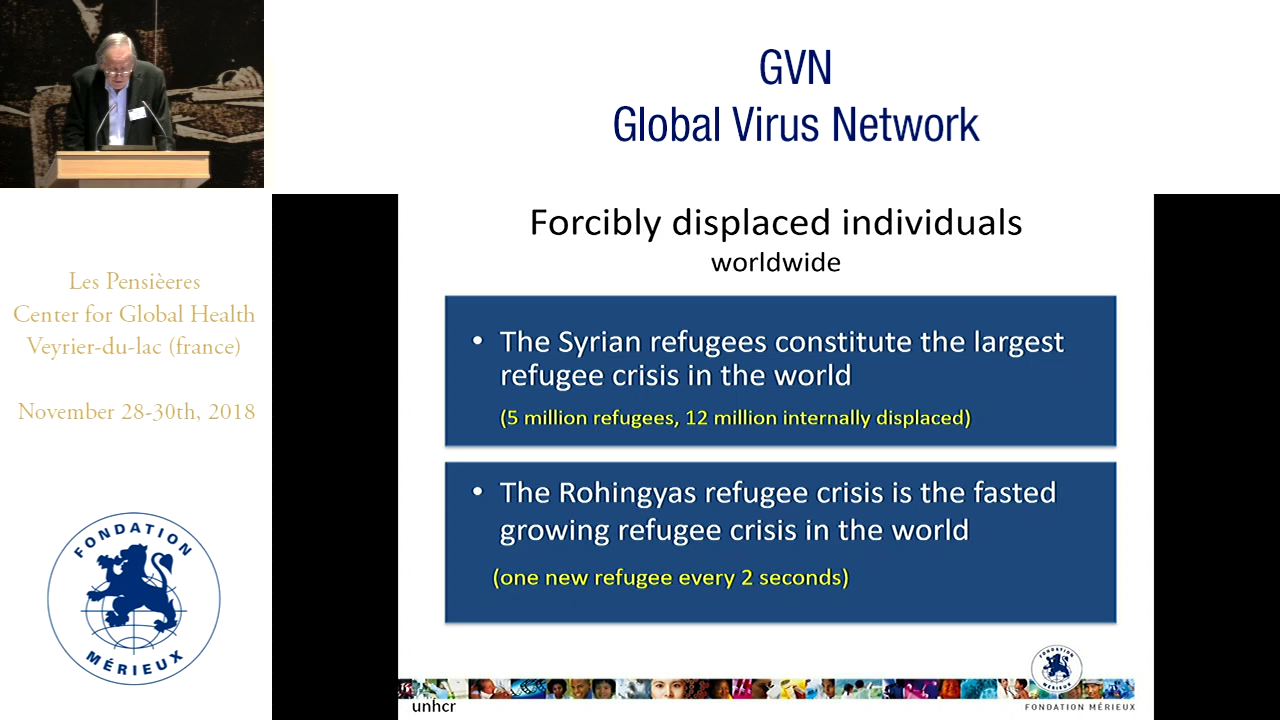 GVN
Global Virus Network
Les Pensièeres
Center for Global Health
Veyrier-du-lac (france)
November 28-30th, 2018
FONDATION
MÉRIEUX
Forcibly displaced individuals
worldwide
• The Syrian refugees constitute the largest
refugee crisis in the world
(5 million refugees, 12 million internally displaced)
• The Rohingyas refugee crisis is the fasted
growing refugee crisis in the world
(one new refugee every 2 seconds)
unhcr
FONDATION
MÉRIEUX
FONDATION MÉRIEUX